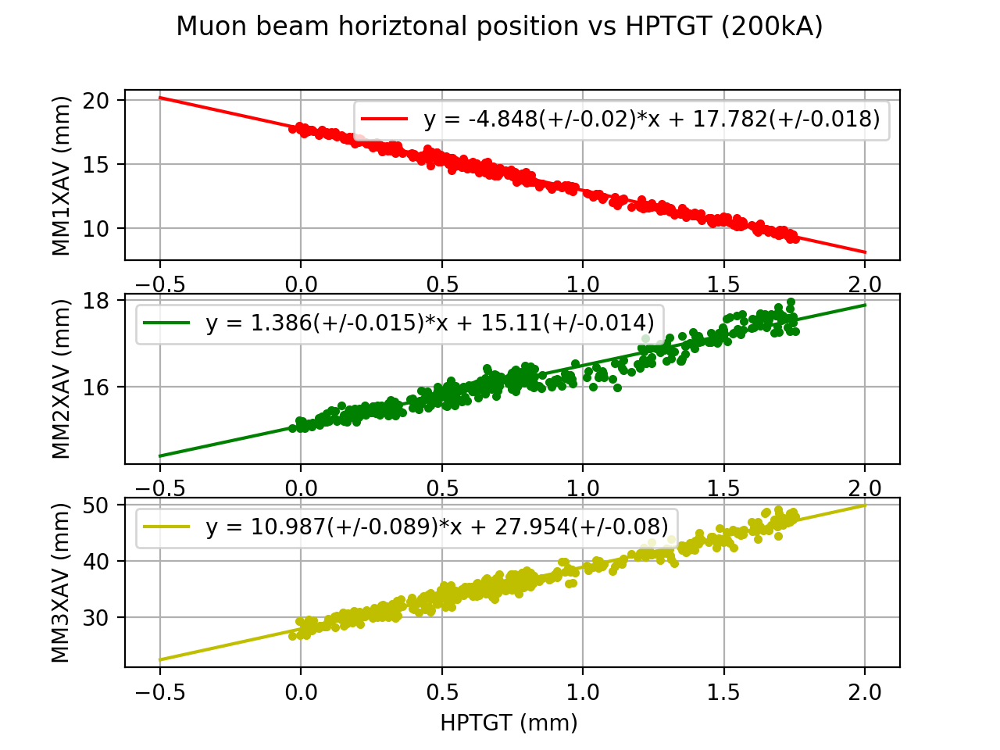 Muon beam horiztonal position vs HPTGT (200kA)
MM1XAV (mm)
20
15
10
y = -4.848(+/-0.02)*x + 17.782(+/-0.018)
−0.5 0.0 0.5 1.0 1.5 2.0
MM2XAV (mm)
18
16
y = 1.386(+/-0.015)*x + 15.11(+/-0.014)
−0.5 0.0 0.5 1.0 1.5 2.0
MM3XAV (mm)
50
40
30
y = 10.987(+/-0.089)*x + 27.954(+/-0.08)
−0.5 0.0 0.5 1.0 1.5 2.0
HPTGT (mm)